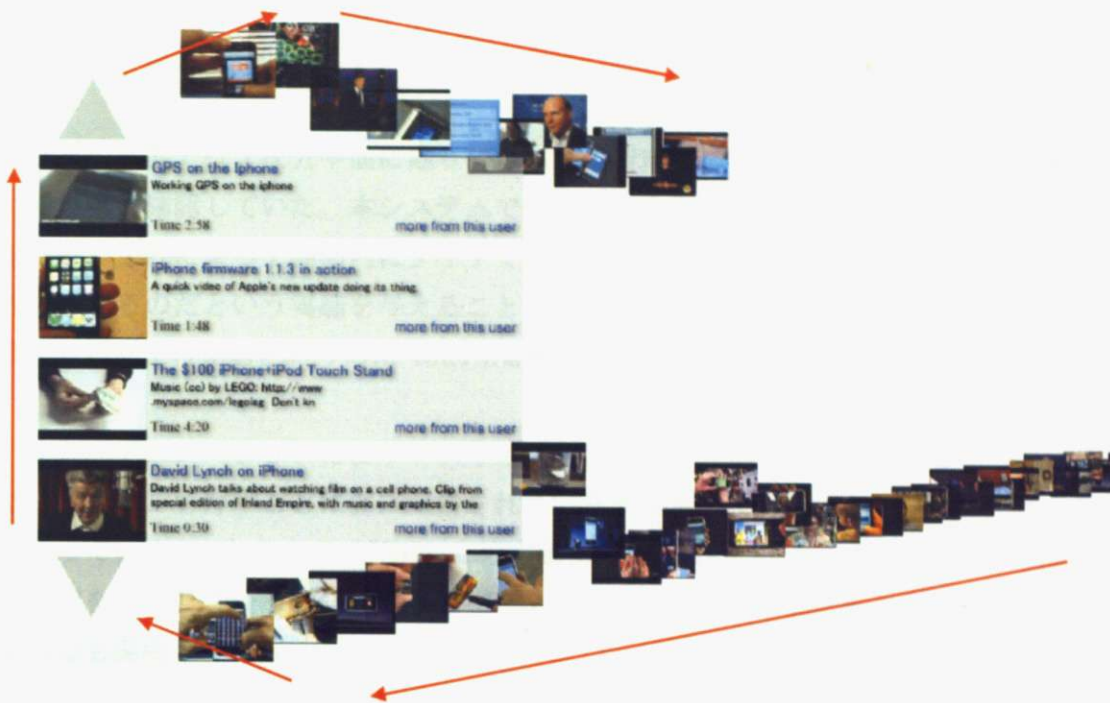 GPS on the Iphone
Working GPS on the iphone
Time 2:58 more from this user
iPhone firmware 1.1.3 in action
A quick video of Apple's new update doing its thing.
Time 1:48 more from this user
The $100 iPhone+iPod Touch Stand
Music (cc) by LEGO: http://www
.myspace.com/legolag Don't kn
Time 4:20 more from this user
David Lynch on iPhone
David Lynch talks about watching film on a cell phone. Clip from
special edition of Inland Empire, with music and graphics by the
Time 0:30 more from this user